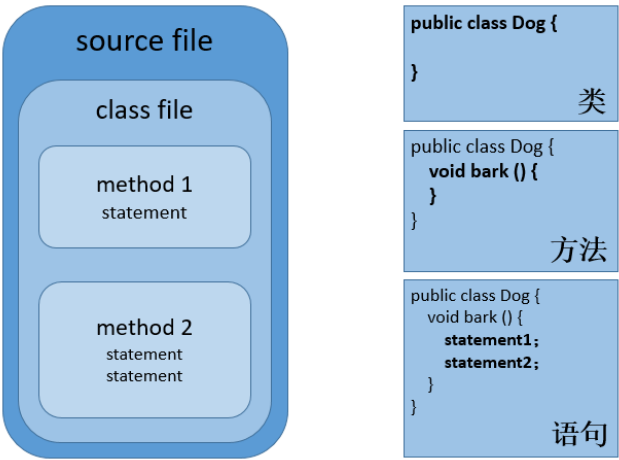 source file
class file
method 1
statement
method 2
statement
statement
public class Dog {
}
类
public class Dog {
void bark () {
}
}
方法
public class Dog {
void bark () {
statement1；
statement2；
}
}
语句